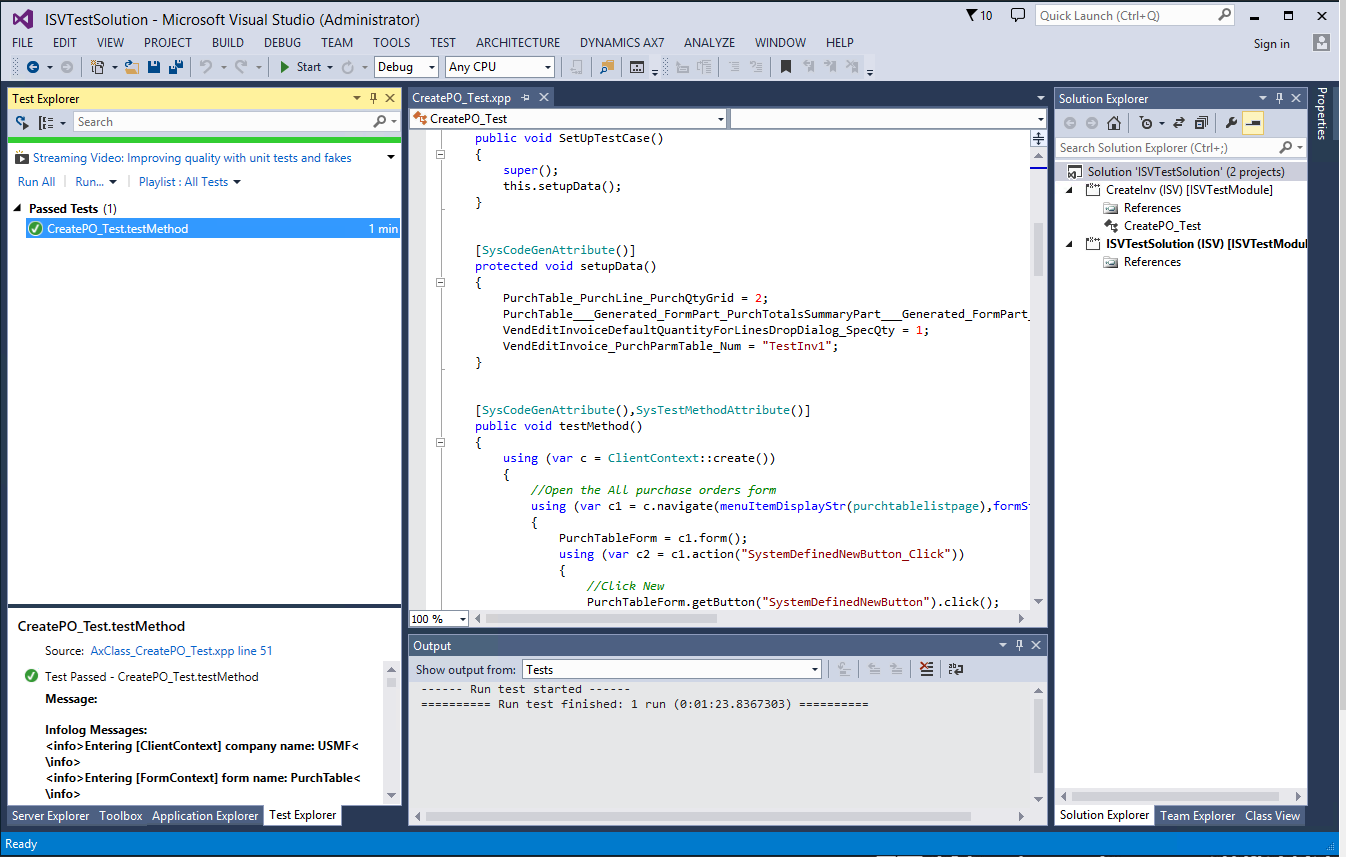 ISVTestSolution - Microsoft Visual Studio (Administrator)
10
Quick Launch (Ctrl+Q)
FILE EDIT VIEW PROJECT BUILD DEBUG TEAM TOOLS TEST ARCHITECTURE DYNAMICS AX7 ANALYZE WINDOW HELP
Sign in
Start
Debug
Any CPU
Test Explorer
Search
Streaming Video: Improving quality with unit tests and fakes
Run All Run... Playlist : All Tests
Passed Tests (1)
CreatePO_Test.testMethod 1 min
CreatePO_Test.testMethod
Source: AxClass_CreatePO_Test.xpp line 51
Test Passed - CreatePO_Test.testMethod
Message:
Infolog Messages:
<info>Entering [ClientContext] company name: USMF<
\info>
<info>Entering [FormContext] form name: PurchTable<
\info>
Server Explorer Toolbox Application Explorer Test Explorer
CreatePO_Test.xpp
CreatePO_Test
public void SetUpTestCase()
{
super();
this.setupData();
}
[SysCodeGenAttribute()]
protected void setupData()
{
PurchTable_PurchLine_PurchQtyGrid = 2;
PurchTable___Generated_FormPart_PurchTotalsSummaryPart___Generated_FormPart_
VendEditInvoiceDefaultQuantityForLinesDropDialog_SpecQty = 1;
VendEditInvoice_PurchParmTable_Num = "TestInv1";
}
[SysCodeGenAttribute(),SysTestMethodAttribute()]
public void testMethod()
{
using (var c = ClientContext::create())
{
//Open the All purchase orders form
using (var c1 = c.navigate(menuItemDisplayStr(purchtablelistpage),formSt
{
PurchTableForm = c1.form();
using (var c2 = c1.action("SystemDefinedNewButton_Click"))
{
//Click New
PurchTableForm.getButton("SystemDefinedNewButton").click();
100 %
Output
Show output from: Tests
------ Run test started ------
========== Run test finished: 1 run (0:01:23.8367303) ==========
Solution Explorer
Search Solution Explorer (Ctrl+;)
Solution 'ISVTestSolution' (2 projects)
CreateInv (ISV) [ISVTestModule]
References
CreatePO_Test
ISVTestSolution (ISV) [ISVTestModul
References
Solution Explorer Team Explorer Class View
Properties
Ready